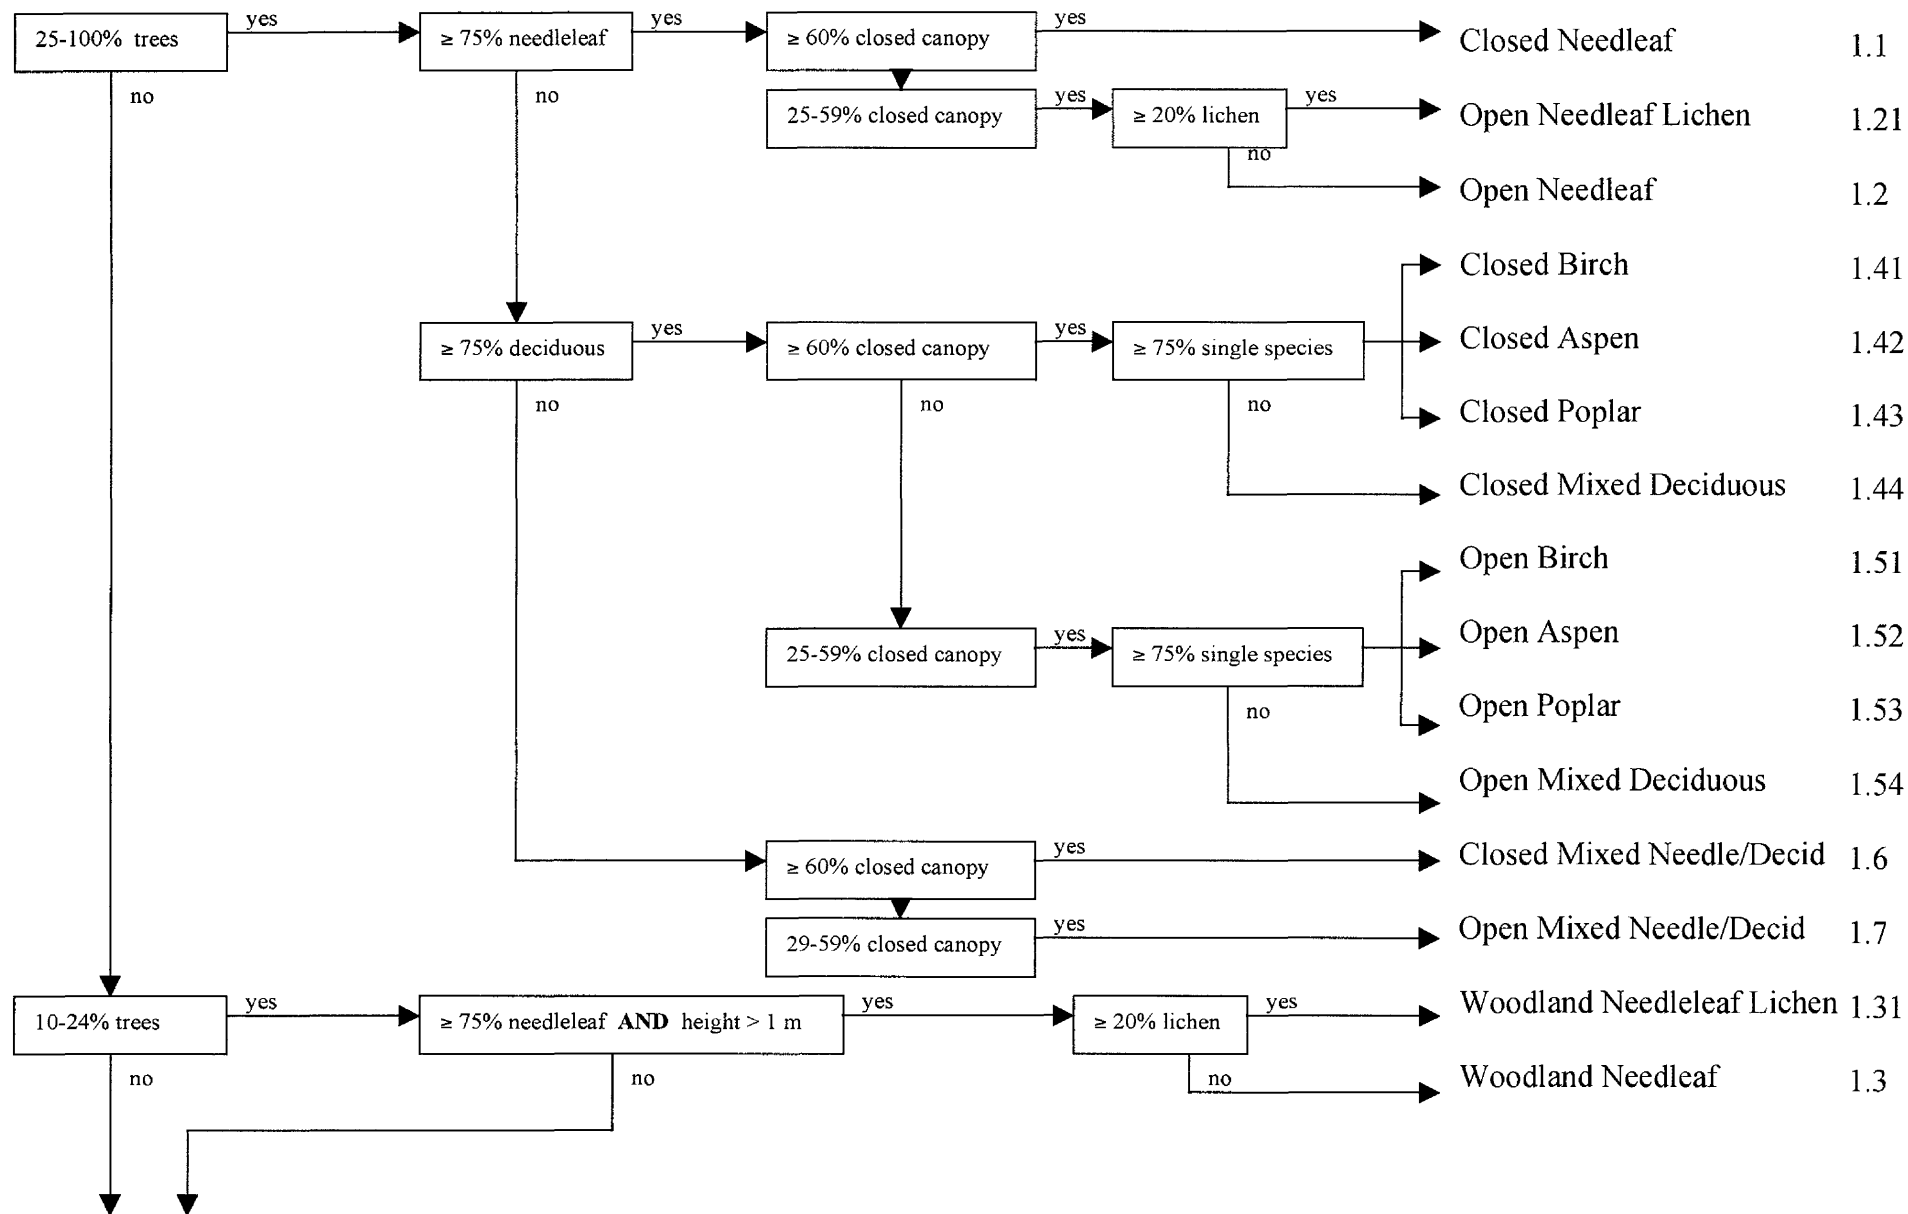 25-100% trees yes ≥ 75% needleleaf yes ≥ 60% closed canopy yes Closed Needleaf 1.1
no no
25-59% closed canopy yes ≥ 20% lichen yes Open Needleaf Lichen 1.21
no
Open Needleaf 1.2
Closed Birch 1.41
≥ 75% deciduous yes ≥ 60% closed canopy yes ≥ 75% single species Closed Aspen 1.42
no no no
Closed Poplar 1.43
Closed Mixed Deciduous 1.44
Open Birch 1.51
25-59% closed canopy yes ≥ 75% single species Open Aspen 1.52
no
Open Poplar 1.53
Open Mixed Deciduous 1.54
≥ 60% closed canopy yes Closed Mixed Needle/Decid 1.6
29-59% closed canopy yes Open Mixed Needle/Decid 1.7
10-24% trees yes ≥ 75% needleleaf AND height > 1 m yes ≥ 20% lichen yes Woodland Needleleaf Lichen 1.31
no no no Woodland Needleaf 1.3